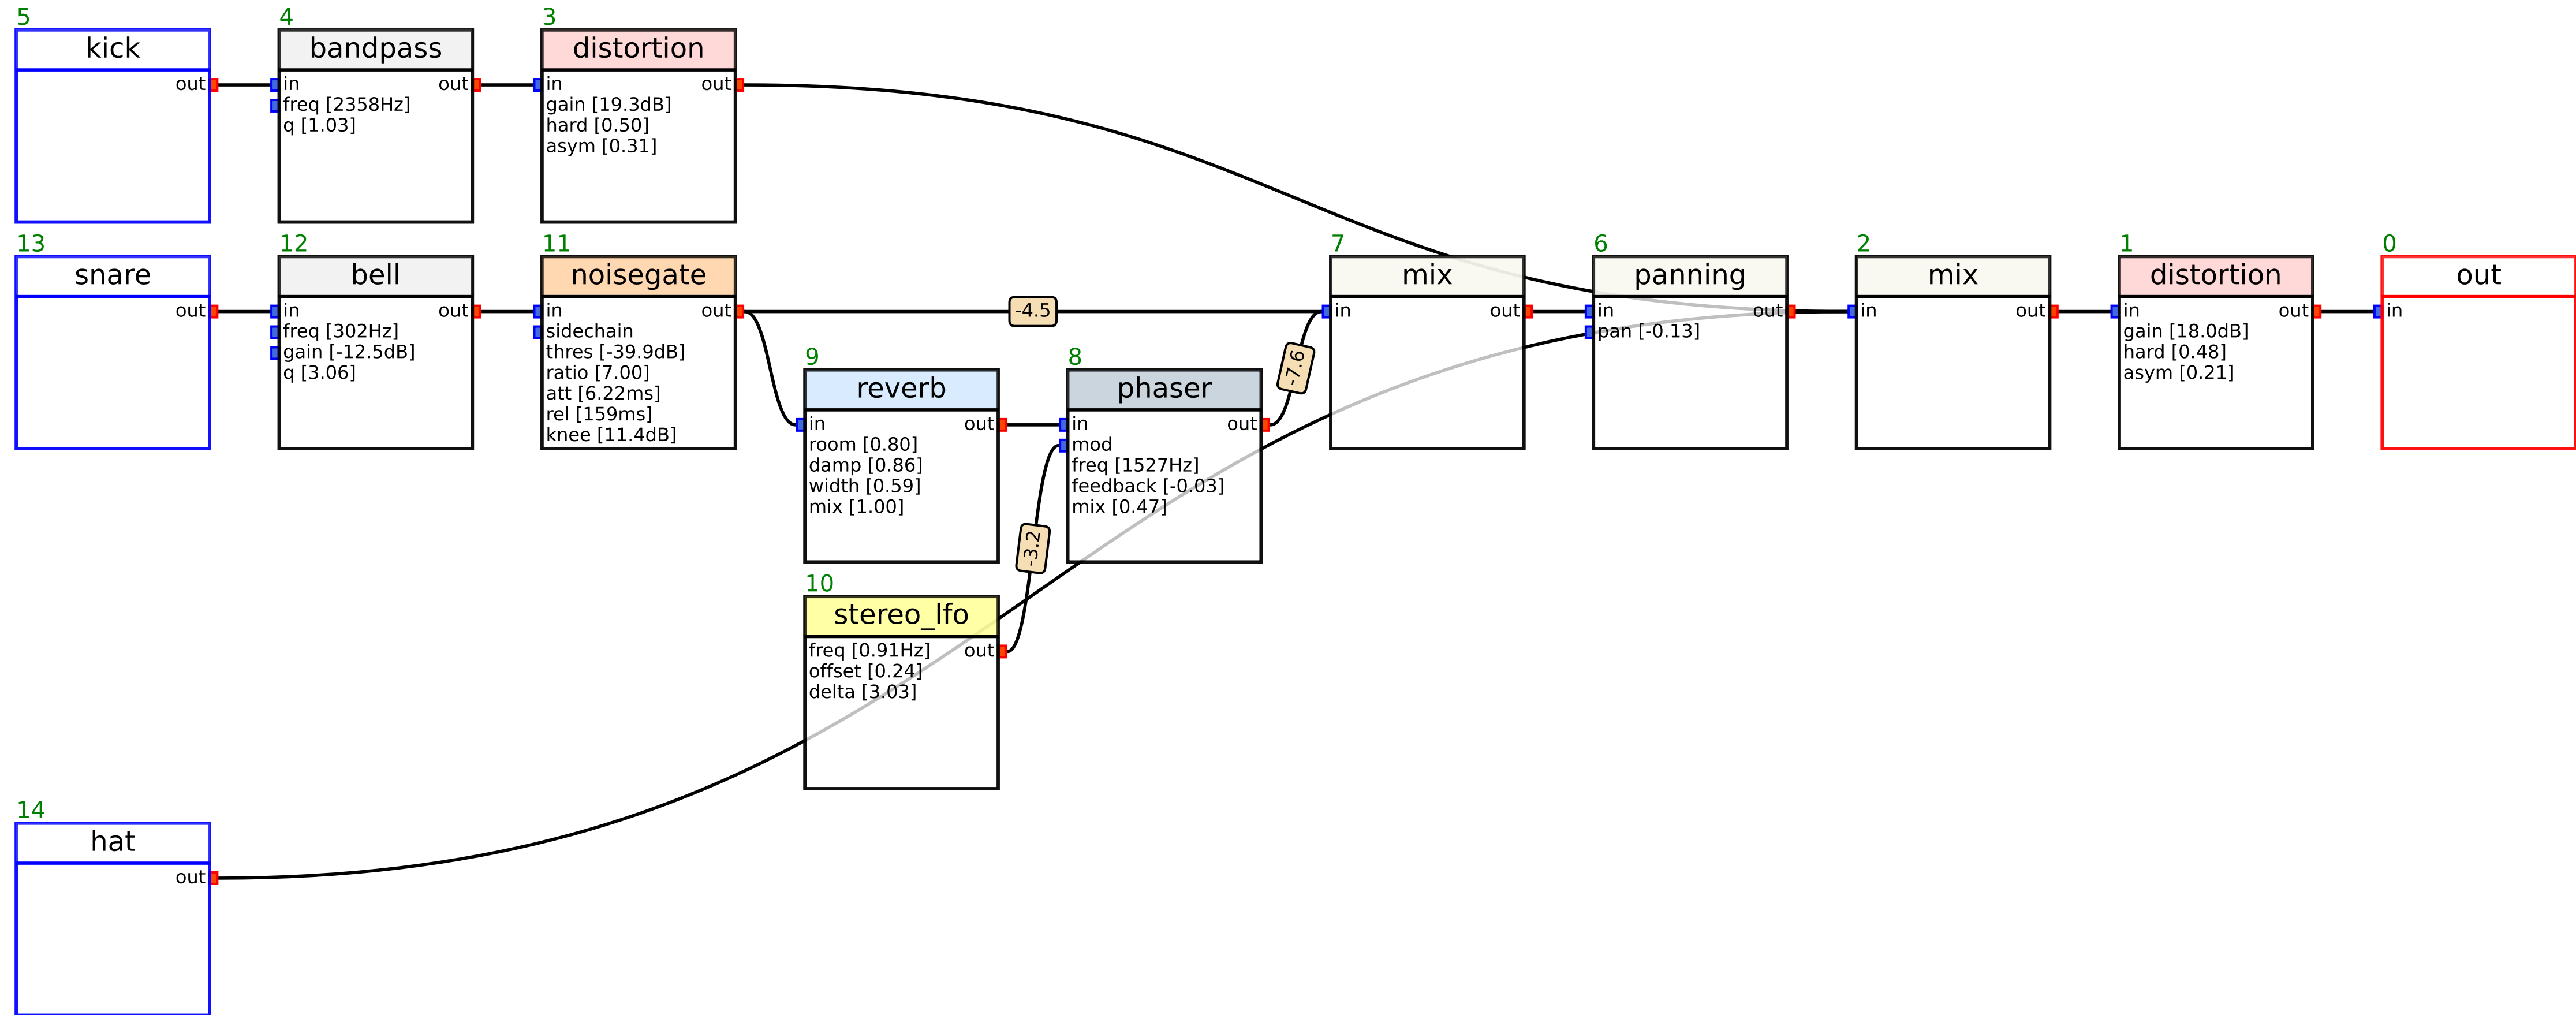 5
kick
out
4
bandpass
in out
freq [2358Hz]
q [1.03]
3
distortion
in out
gain [19.3dB]
hard [0.50]
asym [0.31]
13
snare
out
12
bell
in out
freq [302Hz]
gain [-12.5dB]
q [3.06]
11
noisegate
in out
sidechain
thres [-39.9dB]
ratio [7.00]
att [6.22ms]
rel [159ms]
knee [11.4dB]
-4.5
9
reverb
in out
room [0.80]
damp [0.86]
width [0.59]
mix [1.00]
8
phaser
in out
mod
freq [1527Hz]
feedback [-0.03]
mix [0.47]
-7.6
-3.2
10
stereo_lfo
freq [0.91Hz] out
offset [0.24]
delta [3.03]
7
mix
in out
6
panning
in out
pan [-0.13]
2
mix
in out
1
distortion
in out
gain [18.0dB]
hard [0.48]
asym [0.21]
0
out
in
14
hat
out